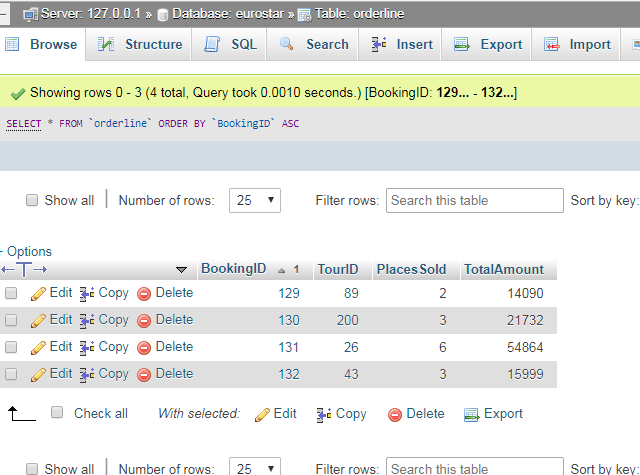 Server: 127.0.0.1 » Database: eurostar » Table: orderline
Browse Structure SQL Search Insert Export Import
Showing rows 0 - 3 (4 total, Query took 0.0010 seconds.) [BookingID: 129... - 132...]
SELECT * FROM `orderline` ORDER BY `BookingID` ASC
Show all Number of rows: 25 Filter rows: Search this table Sort by key:
+ Options
BookingID 1 TourID PlacesSold TotalAmount
Edit Copy Delete 129 89 2 14090
Edit Copy Delete 130 200 3 21732
Edit Copy Delete 131 26 6 54864
Edit Copy Delete 132 43 3 15999
Check all With selected: Edit Copy Delete Export
Show all Number of rows: 25 Filter rows: Search this table Sort by key: